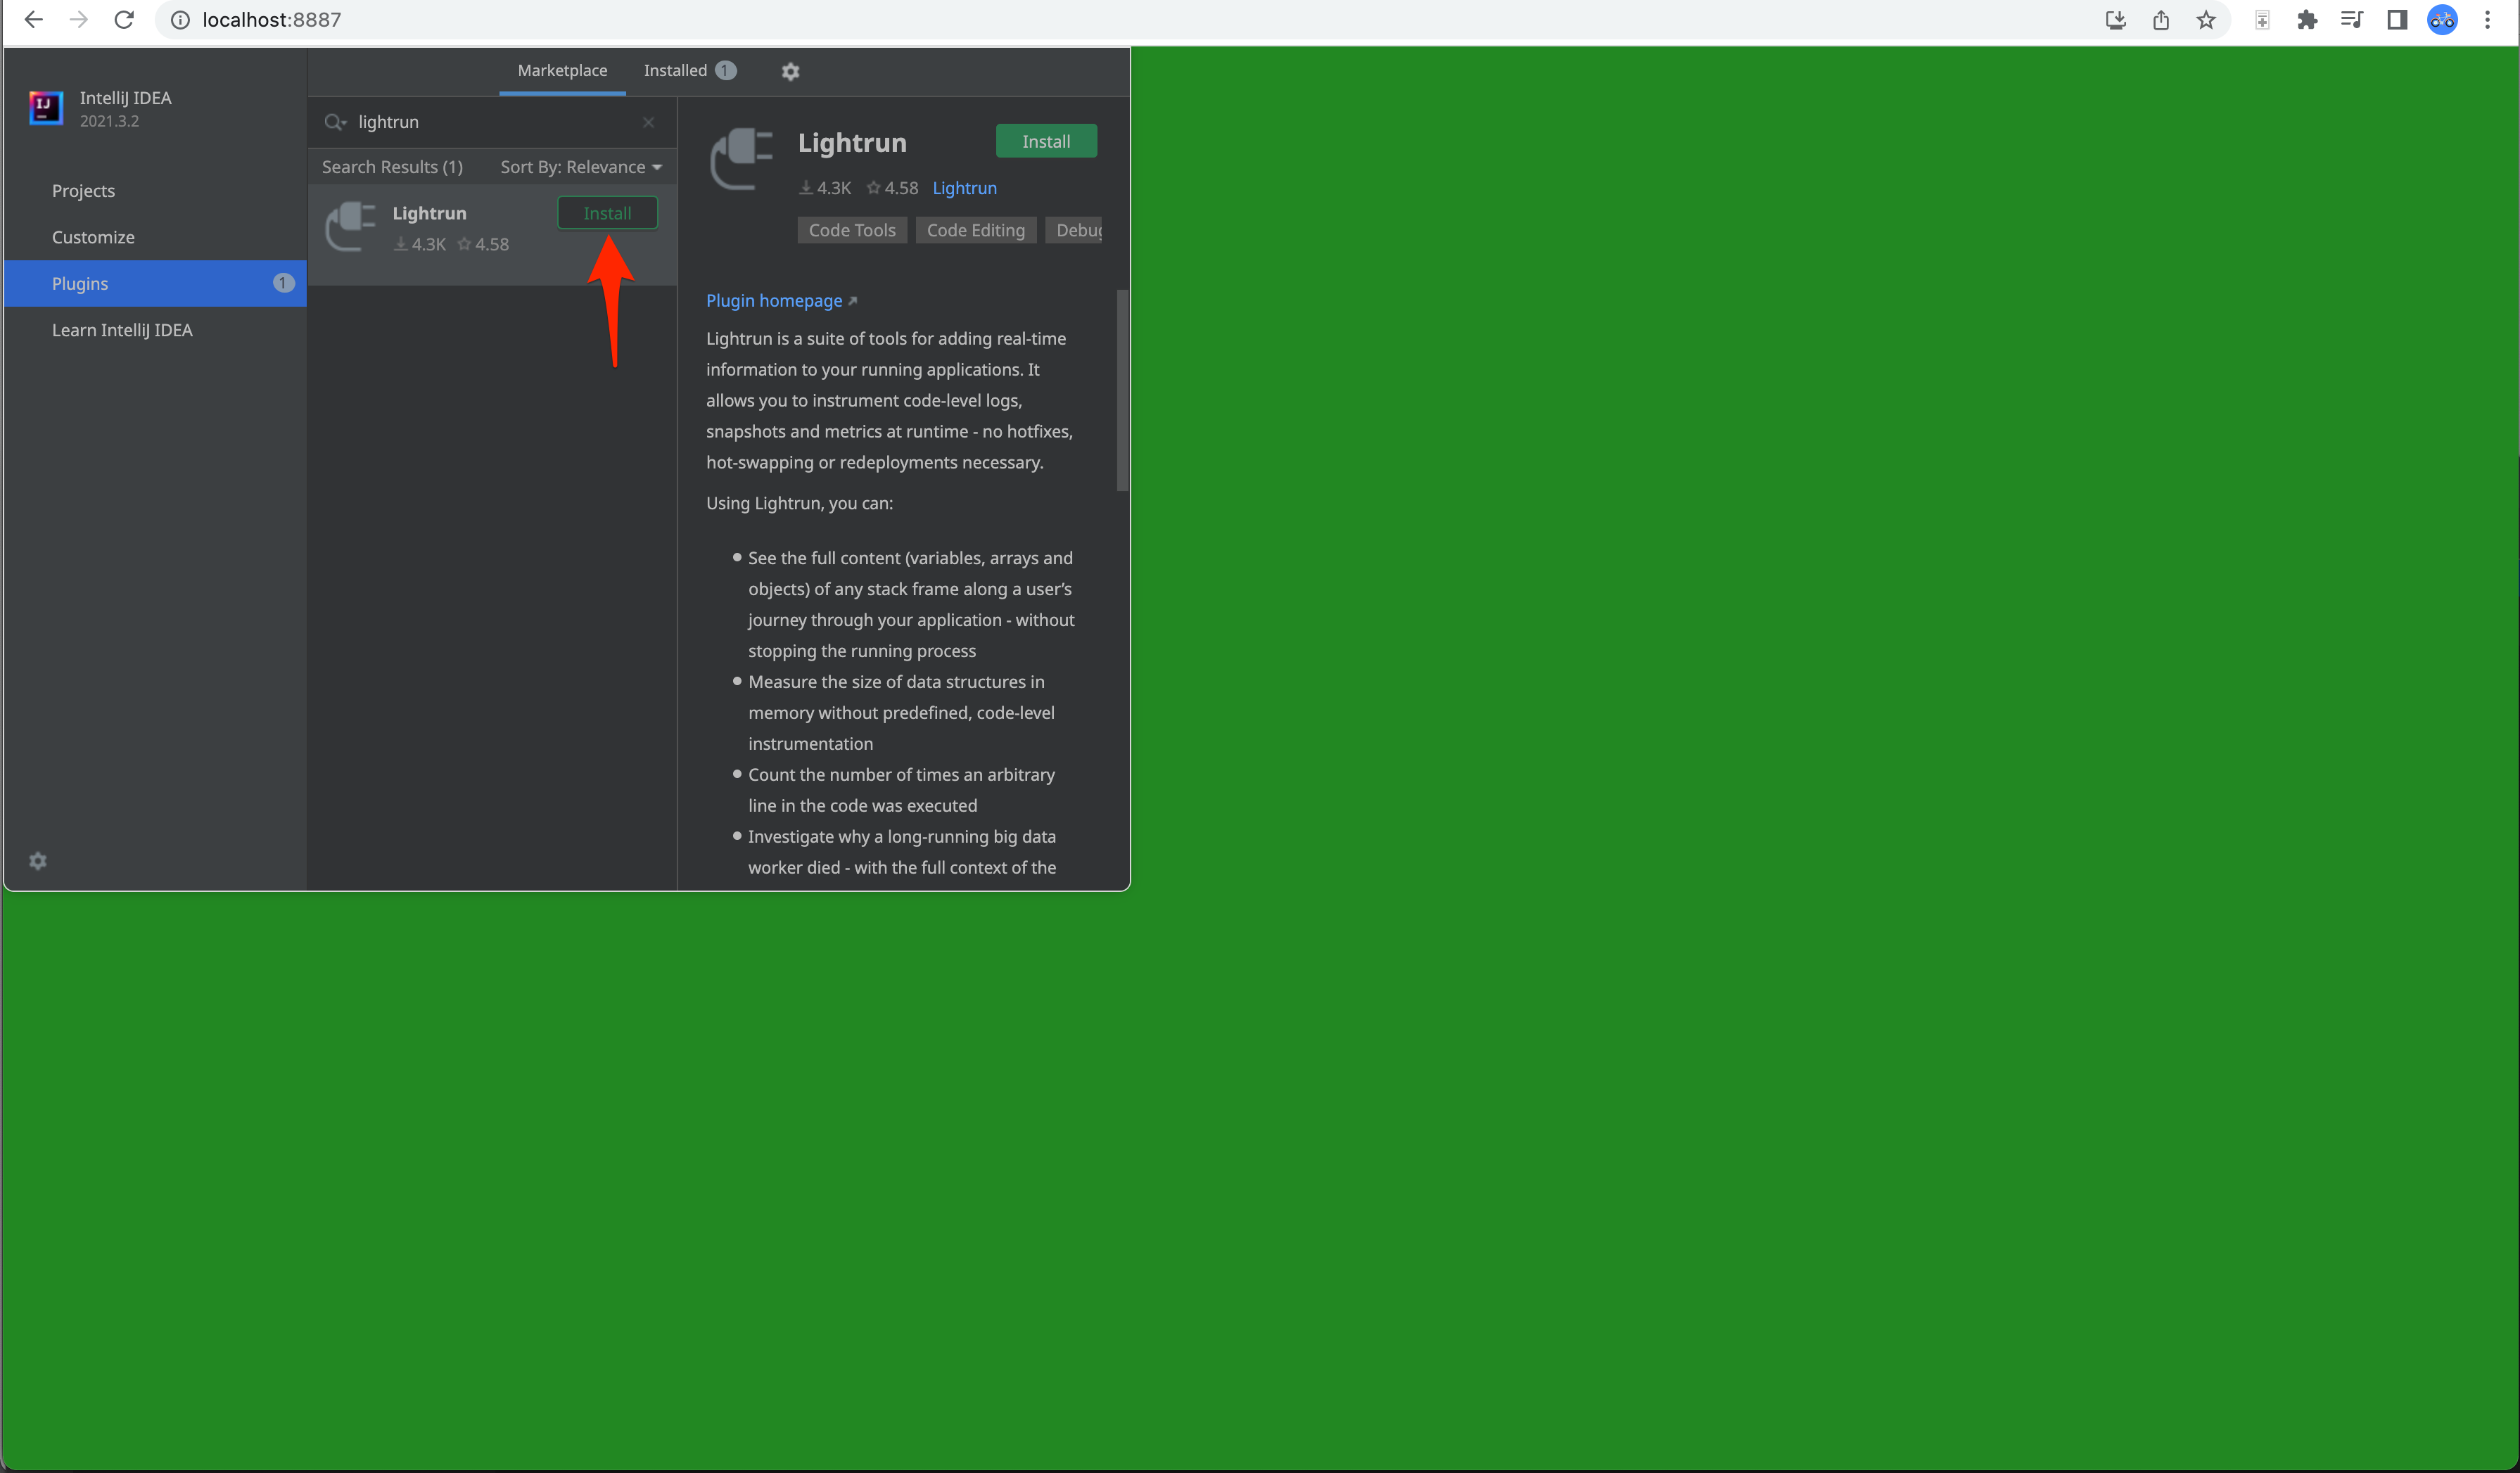 localhost:8887
IJ
IntelliJ IDEA
2021.3.2
Projects
Customize
Plugins 1
Learn IntelliJ IDEA
Marketplace Installed 1
lightrun
Search Results (1) Sort By: Relevance
Lightrun Install
4.3K 4.58
Lightrun Install
4.3K 4.58 Lightrun
Code Tools Code Editing Debug
Plugin homepage
Lightrun is a suite of tools for adding real-time
information to your running applications. It
allows you to instrument code-level logs,
snapshots and metrics at runtime - no hotfixes,
hot-swapping or redeployments necessary.
Using Lightrun, you can:
See the full content (variables, arrays and
objects) of any stack frame along a user’s
journey through your application - without
stopping the running process
Measure the size of data structures in
memory without predefined, code-level
instrumentation
Count the number of times an arbitrary
line in the code was executed
Investigate why a long-running big data
worker died - with the full context of the